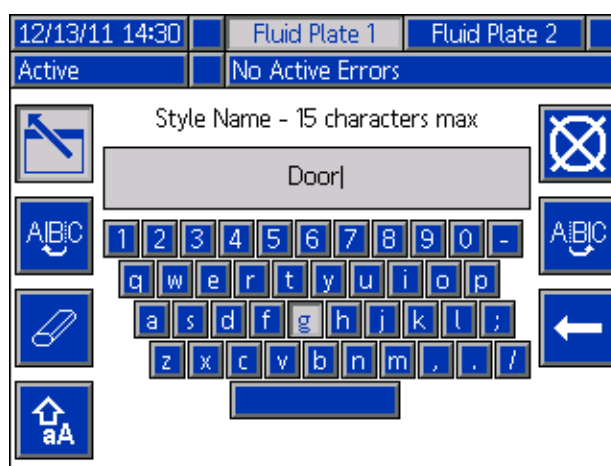 12/13/11 14:30 Fluid Plate 1 Fluid Plate 2
Active No Active Errors
Style Name - 15 characters max
Door
ABC 1 2 3 4 5 6 7 8 9 0 - ABC
q w e r t y u i o p
a s d f g h j k l ;
z x c v b n m , . /
aA